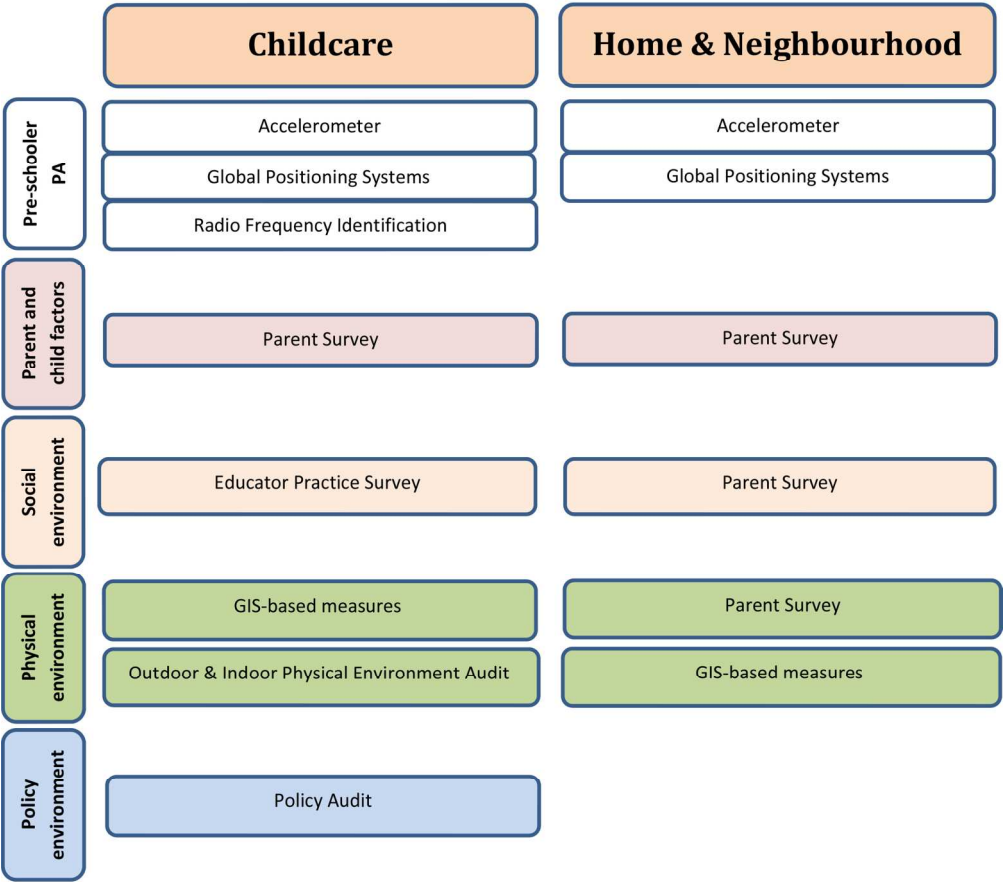 Childcare
Home & Neighbourhood
Pre-schooler
PA
Accelerometer
Accelerometer
Global Positioning Systems
Global Positioning Systems
Radio Frequency Identification
Parent and
child factors
Parent Survey
Parent Survey
Social
environment
Educator Practice Survey
Parent Survey
Physical
environment
GIS-based measures
Parent Survey
Outdoor & Indoor Physical Environment Audit
GIS-based measures
Policy
environment
Policy Audit